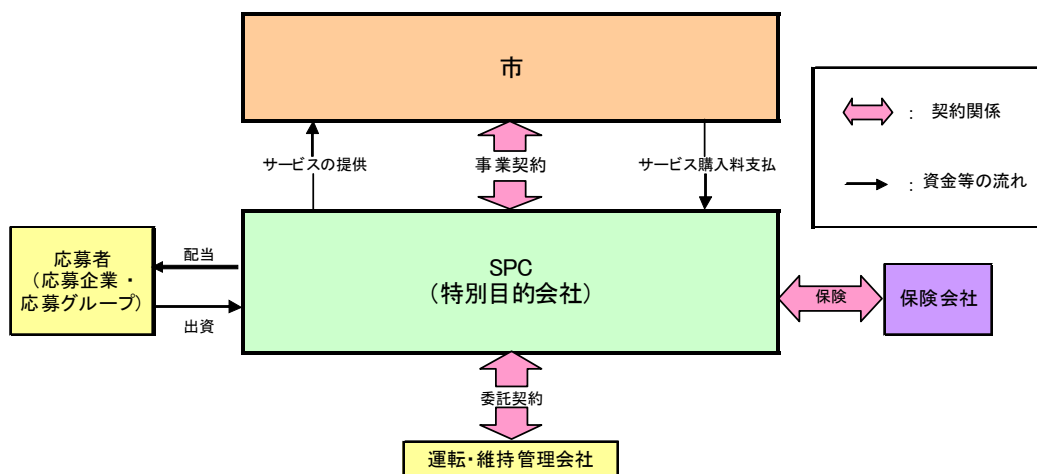 市
： 契約関係
： 資金等の流れ
サービスの提供
事業契約
サービス購入料支払
応募者
（応募企業・
応募グループ）
配当
出資
SPC
（特別目的会社）
保険
保険会社
委託契約
運転・維持管理会社